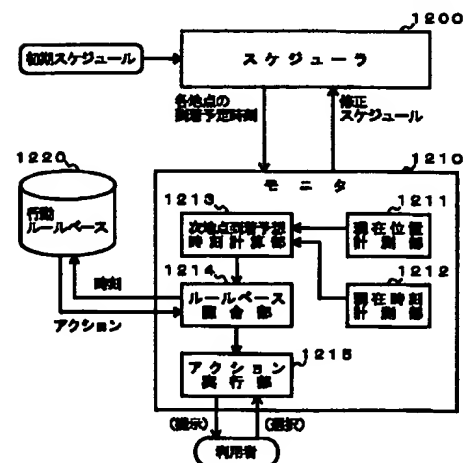 1200
初期スケジュール
スケジューラ
各地点の
到着予想時刻
修正
スケジュール
1220
1210
モニタ
行動
ルールベース
1213
次地点到着予想
時刻計算部
1211
現在位置
計測部
1214
ルールベース
照合部
1212
現在時刻
計測部
時刻
アクション
1215
アクション
実行部
(提示)
(選択)
利用者